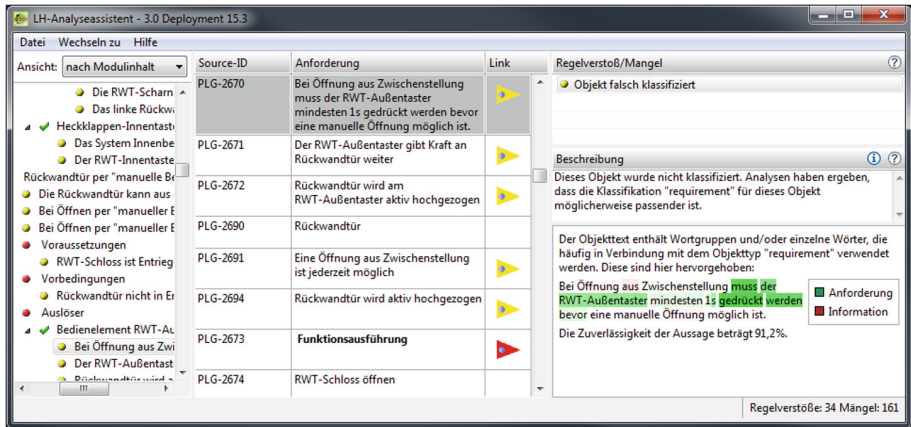 LH-Analyseassistent - 3.0 Deployment 15.3
Datei Wechseln zu Hilfe
Ansicht: nach Modulinhalt
Die RWT-Scharn
Das linke Rückwa
Heckklappen-Innentast
Das System Innenbe
Der RWT-Innentaste
Rückwandtür per "manuelle Be
Die Rückwandtür kann aus
Bei Öffnen per "manueller E
Bei Öffnen per "manueller E
Voraussetzungen
RWT-Schloss ist Entrieg
Vorbedingungen
Rückwandtür nicht in Er
Auslöser
Bedienelement RWT-Au
Bei Öffnung aus Zwi
Der RWT-Außentast
Rückwandtür wird a
Source-ID Anforderung Link
PLG-2670 Bei Öffnung aus Zwischenstellung
muss der RWT-Außentaster
mindesten 1s gedrückt werden bevor
eine manuelle Öffnung möglich ist.
PLG-2671 Der RWT-Außentaster gibt Kraft an
Rückwandtür weiter
PLG-2672 Rückwandtür wird am
RWT-Außentaster aktiv hochgezogen
PLG-2690 Rückwandtür
PLG-2691 Eine Öffnung aus Zwischenstellung
ist jederzeit möglich
PLG-2694 Rückwandtür wird aktiv hochgezogen
PLG-2673 Funktionsausführung
PLG-2674 RWT-Schloss öffnen
Regelverstoß/Mangel
Objekt falsch klassifiziert
Beschreibung
Dieses Objekt wurde nicht klassifiziert. Analysen haben ergeben,
dass die Klassifikation "requirement" für dieses Objekt
möglicherweise passender ist.
Der Objekttext enthält Wortgruppen und/oder einzelne Wörter, die
häufig in Verbindung mit dem Objekttyp "requirement" verwendet
werden. Diese sind hier hervorgehoben:
Bei Öffnung aus Zwischenstellung muss der
RWT-Außentaster mindesten 1s gedrückt werden
bevor eine manuelle Öffnung möglich ist.
Die Zuverlässigkeit der Aussage beträgt 91,2%.
Anforderung
Information
Regelverstöße: 34 Mängel: 161